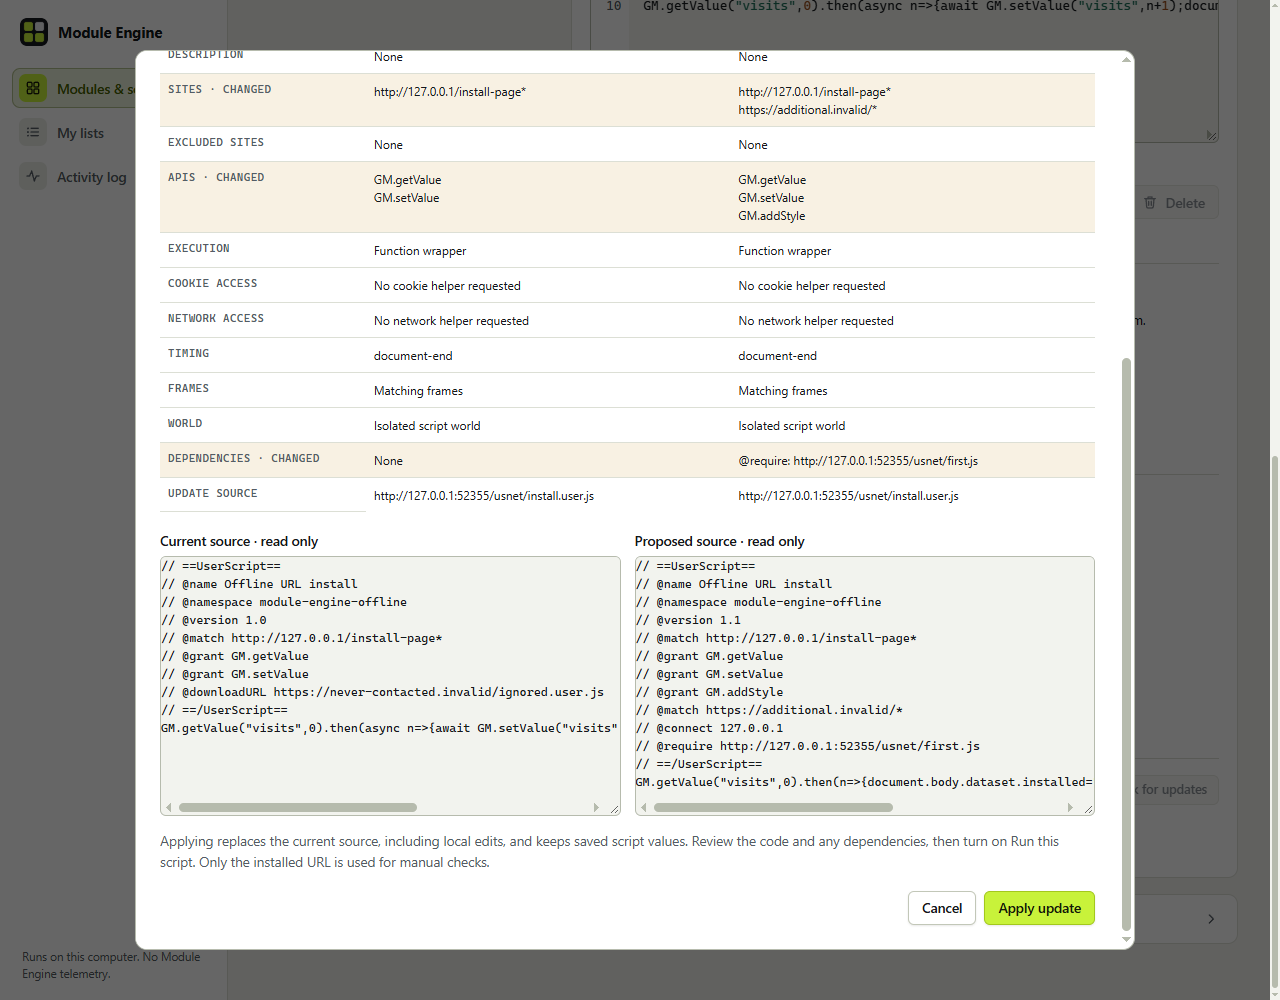 10 GM.getValue("visits",0).then(async n=>{await GM.setValue("visits",n+1);docum
Module Engine
Modules & s
My lists
Activity log
DESCRIPTION None None
SITES · CHANGED http://127.0.0.1/install-page* http://127.0.0.1/install-page*
https://additional.invalid/*
EXCLUDED SITES None None
APIS · CHANGED GM.getValue GM.getValue
GM.setValue GM.setValue
GM.addStyle
EXECUTION Function wrapper Function wrapper
COOKIE ACCESS No cookie helper requested No cookie helper requested
NETWORK ACCESS No network helper requested No network helper requested
TIMING document-end document-end
FRAMES Matching frames Matching frames
WORLD Isolated script world Isolated script world
DEPENDENCIES · CHANGED None @require: http://127.0.0.1:52355/usnet/first.js
UPDATE SOURCE http://127.0.0.1:52355/usnet/install.user.js http://127.0.0.1:52355/usnet/install.user.js
Current source · read only
// ==UserScript==
// @name Offline URL install
// @namespace module-engine-offline
// @version 1.0
// @match http://127.0.0.1/install-page*
// @grant GM.getValue
// @grant GM.setValue
// @downloadURL https://never-contacted.invalid/ignored.user.js
// ==/UserScript==
GM.getValue("visits",0).then(async n=>{await GM.setValue("visits"
Proposed source · read only
// ==UserScript==
// @name Offline URL install
// @namespace module-engine-offline
// @version 1.1
// @match http://127.0.0.1/install-page*
// @grant GM.getValue
// @grant GM.setValue
// @grant GM.addStyle
// @match https://additional.invalid/*
// @connect 127.0.0.1
// @require http://127.0.0.1:52355/usnet/first.js
// ==/UserScript==
GM.getValue("visits",0).then(n=>{document.body.dataset.installed=
Applying replaces the current source, including local edits, and keeps saved script values. Review the code and any dependencies, then turn on Run this
script. Only the installed URL is used for manual checks.
Cancel
Apply update
Delete
m.
k for updates
Runs on this computer. No Module
Engine telemetry.